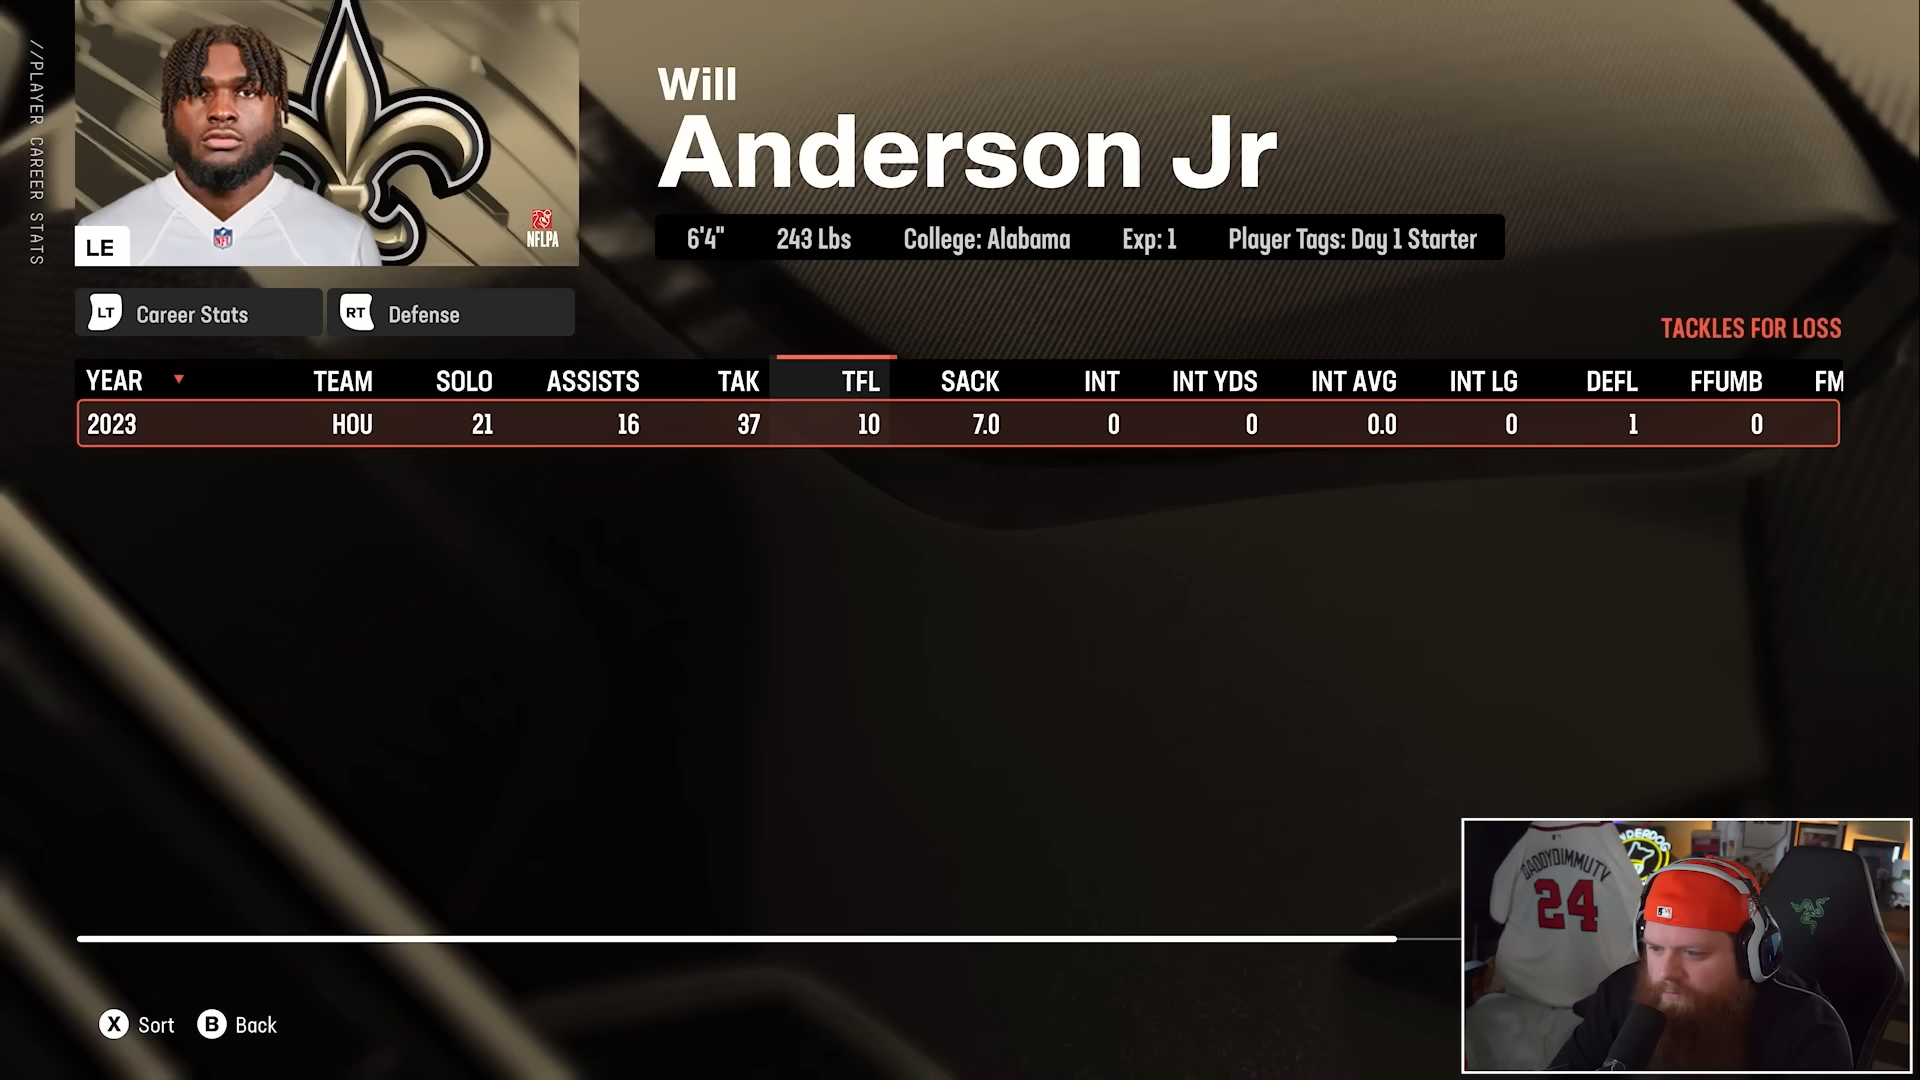 //PLAYER CAREER STATS
Will
Anderson Jr
LE
NFL
NFLPA
6'4" 243 Lbs College: Alabama Exp: 1 Player Tags: Day 1 Starter
LT Career Stats RT Defense
TACKLES FOR LOSS
YEAR TEAM SOLO ASSISTS TAK TFL SACK INT INT YDS INT AVG INT LG DEFL FFUMB FM
2023 HOU 21 16 37 10 7.0 0 0 0.0 0 1 0
DADDYDIMMUTV
24
NDERDOG
X Sort B Back